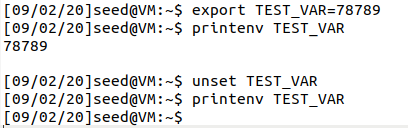 [09/02/20]seed@VM:~$ export TEST_VAR=78789
[09/02/20]seed@VM:~$ printenv TEST_VAR
78789
[09/02/20]seed@VM:~$ unset TEST_VAR
[09/02/20]seed@VM:~$ printenv TEST_VAR
[09/02/20]seed@VM:~$